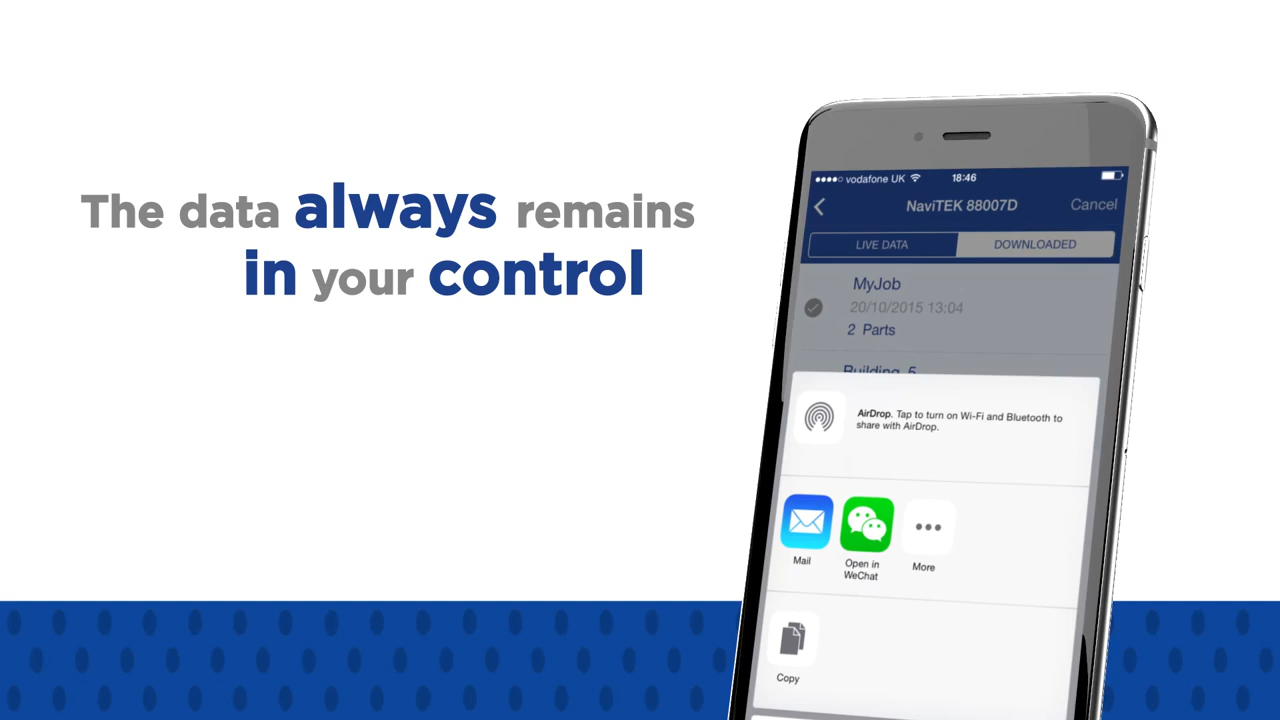 The data always remains
in your control
vodafone UK
18:46
NaviTEK 88007D
Cancel
LIVE DATA
DOWNLOADED
MyJob
20/10/2015 13:04
2 Parts
Building 5
AirDrop. Tap to turn on Wi-Fi and Bluetooth to
share with AirDrop.
Mail
Open in
WeChat
More
Copy